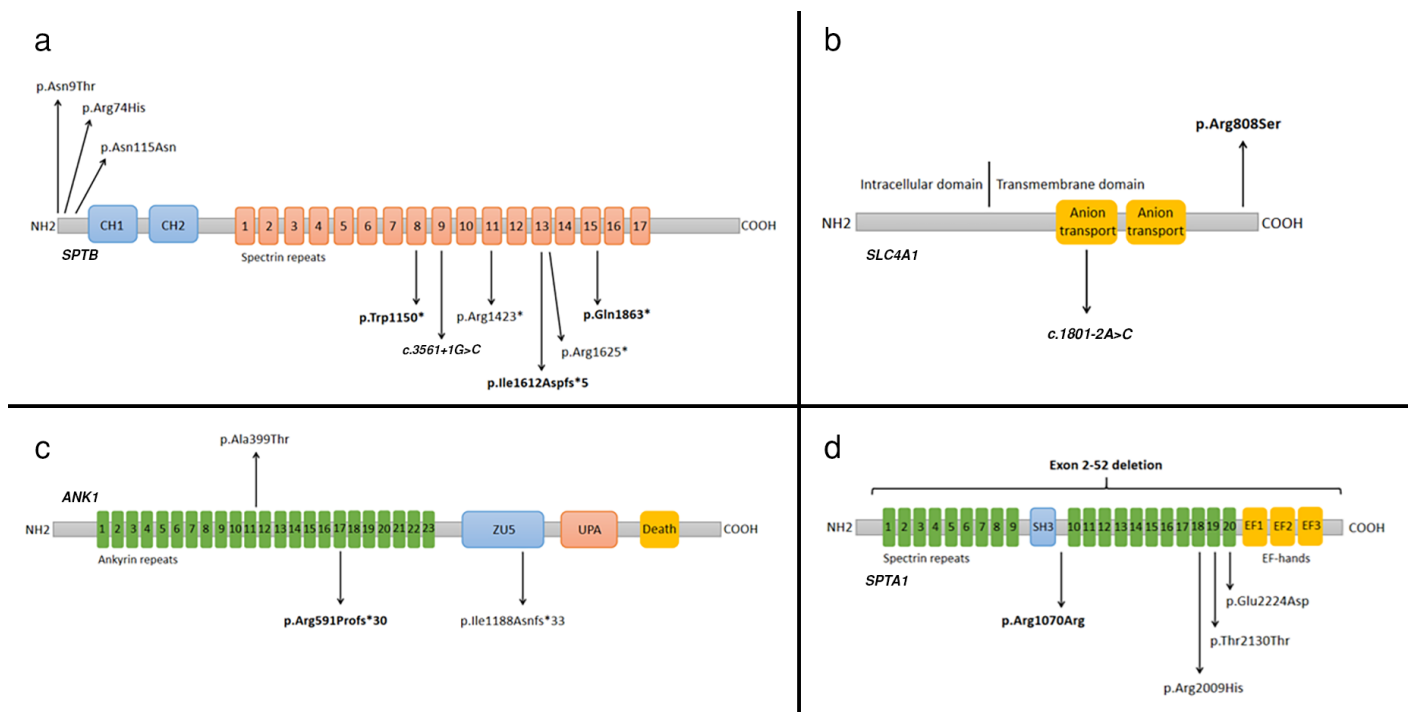 a
p.Asn9Thr
p.Arg74His
p.Asn115Asn
NH2 CH1 CH2 1 2 3 4 5 6 7 8 9 10 11 12 13 14 15 16 17 COOH
SPTB
Spectrin repeats
p.Trp1150*
p.Arg1423*
p.Gln1863*
c.3561+1G>C
p.Arg1625*
p.Ile1612Aspfs*5
b
p.Arg808Ser
Intracellular domain Transmembrane domain
NH2 Anion transport Anion transport COOH
SLC4A1
c.1801-2A>C
c
p.Ala399Thr
ANK1
NH2 1 2 3 4 5 6 7 8 9 10 11 12 13 14 15 16 17 18 19 20 21 22 23 ZU5 UPA Death COOH
Ankyrin repeats
p.Arg591Profs*30
p.Ile1188Asnfs*33
d
Exon 2-52 deletion
NH2 1 2 3 4 5 6 7 8 9 SH3 10 11 12 13 14 15 16 17 18 19 20 EF1 EF2 EF3 COOH
Spectrin repeats
EF-hands
SPTA1
p.Glu2224Asp
p.Arg1070Arg
p.Thr2130Thr
p.Arg2009His